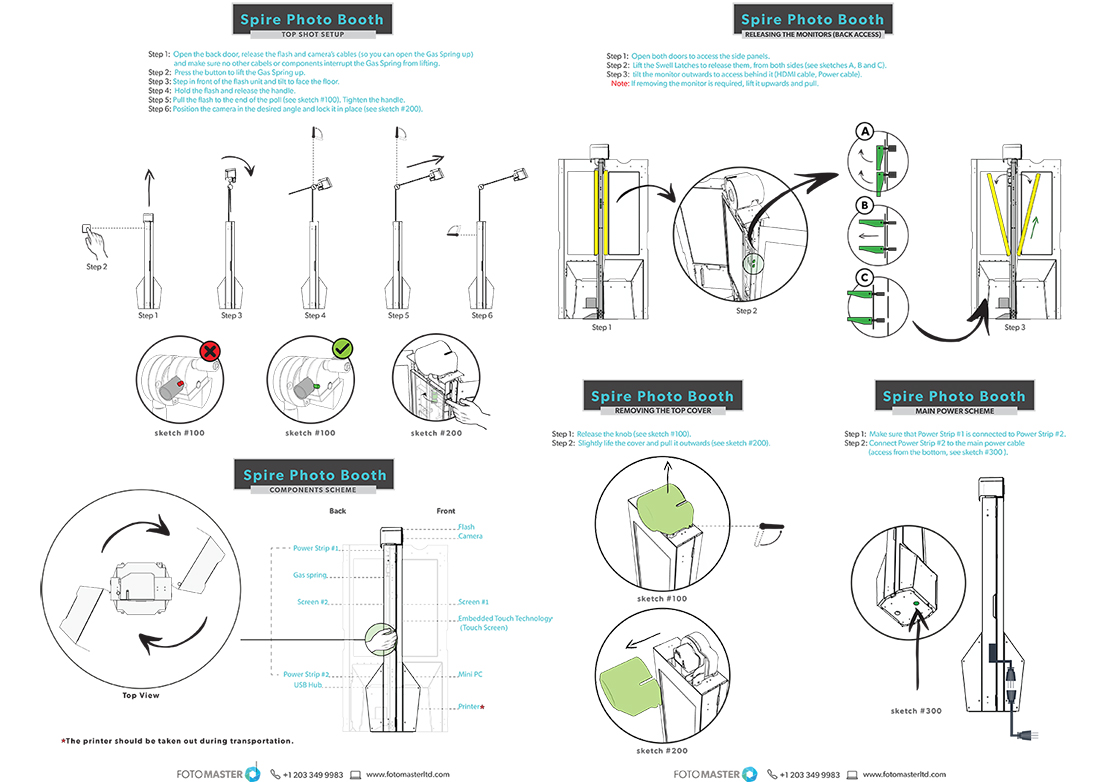 Spire Photo Booth
TOP SHOT SETUP
Step 1: Open the back door, release the flash and camera's cables (so you can open the Gas Spring up)
and make sure no other cabels or components interrupt the Gas Spring from lifting.
Step 2: Press the button to lift the Gas Spring up.
Step 3: Step in front of the flash unit and tilt to face the floor.
Step 4: Hold the flash and release the handle.
Step 5: Pull the flash to the end of the poll (see sketch #100). Tighten the handle.
Step 6: Position the camera in the desired angle and lock it in place (see sketch #200).
Step 2
Step 1
Step 3
Step 4
Step 5
Step 6
sketch #100
sketch #100
sketch #200
Spire Photo Booth
COMPONENTS SCHEME
Back
Front
Flash
Camera
Power Strip #1
Gas spring
Screen #2
Screen #1
Embedded Touch Technology
(Touch Screen)
Power Strip #2
Mini PC
USB Hub
Printer*
Top View
*The printer should be taken out during transportation.
FOTOMASTER
+1 203 349 9983
www.fotomasterltd.com
Spire Photo Booth
RELEASING THE MONITORS (BACK ACCESS)
Step 1: Open both doors to access the side panels.
Step 2: Lift the Swell Latches to release them, from both sides (see sketches A, B and C).
Step 3: tilt the monitor outwards to access behind it (HDMI cable, Power cable).
Note: If removing the monitor is required, lift it upwards and pull.
A
B
C
Step 1
Step 2
Step 3
Spire Photo Booth
REMOVING THE TOP COVER
Step 1: Release the knob (see sketch #100).
Step 2: Slightly life the cover and pull it outwards (see sketch #200).
sketch #100
sketch #200
Spire Photo Booth
MAIN POWER SCHEME
Step 1: Make sure that Power Strip #1 is connected to Power Strip #2.
Step 2: Connect Power Strip #2 to the main power cable
(access from the bottom, see sketch #300 ).
sketch #300
FOTOMASTER
+1 203 349 9983
www.fotomasterltd.com